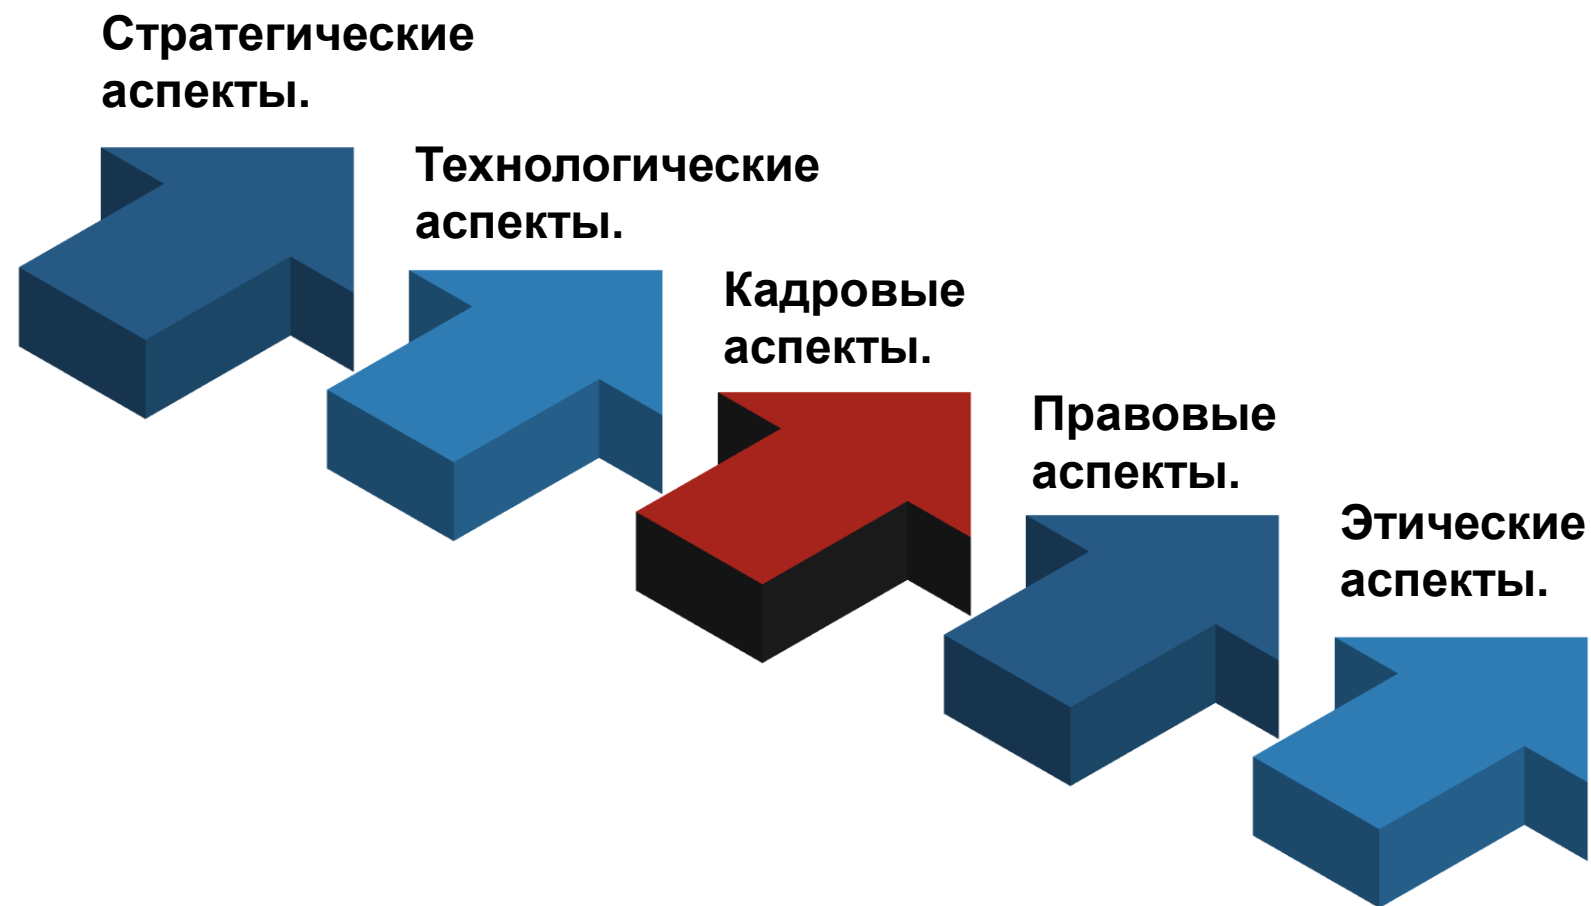 Стратегические
аспекты.
Технологические
аспекты.
Кадровые
аспекты.
Правовые
аспекты.
Этические
аспекты.